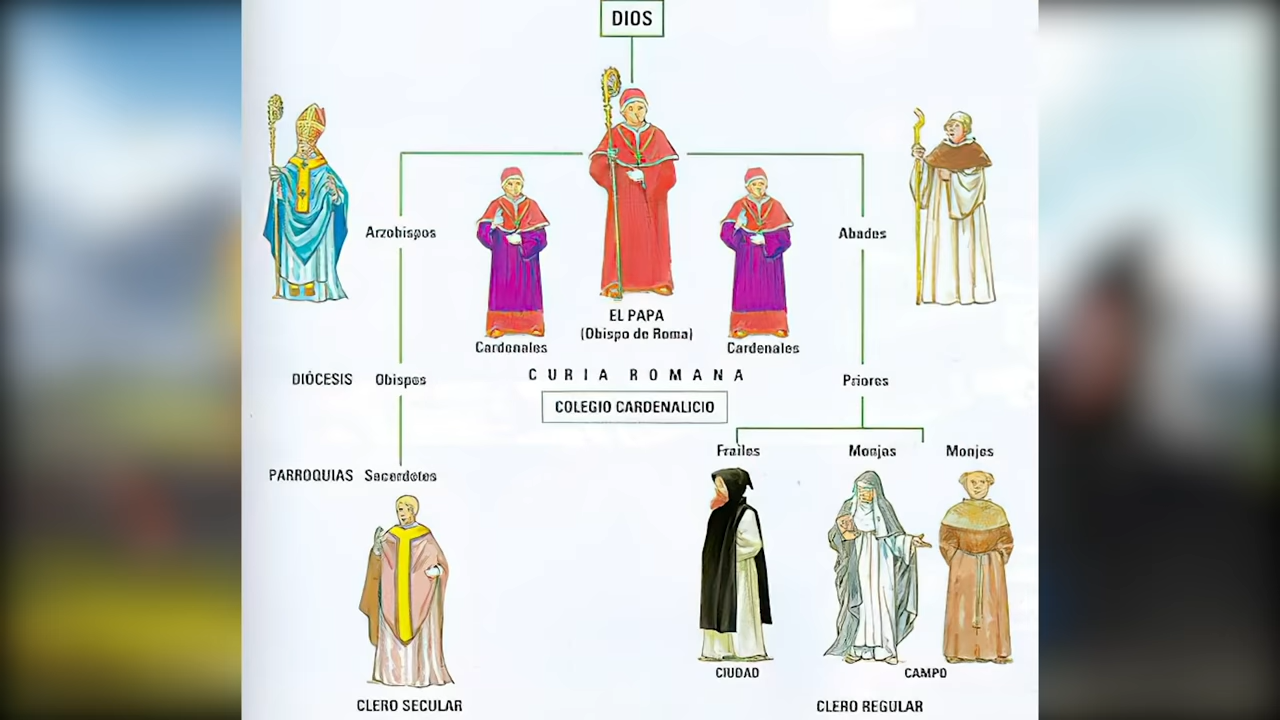 DIOS
Arzobispos
Abades
EL PAPA
(Obispo de Roma)
Cardenales
Cardenales
CURIA ROMANA
DIÓCESIS Obispos
Priores
COLEGIO CARDENALICIO
Frailes
Monjas
Monjes
PARROQUIAS Sacerdotes
CIUDAD
CAMPO
CLERO SECULAR
CLERO REGULAR